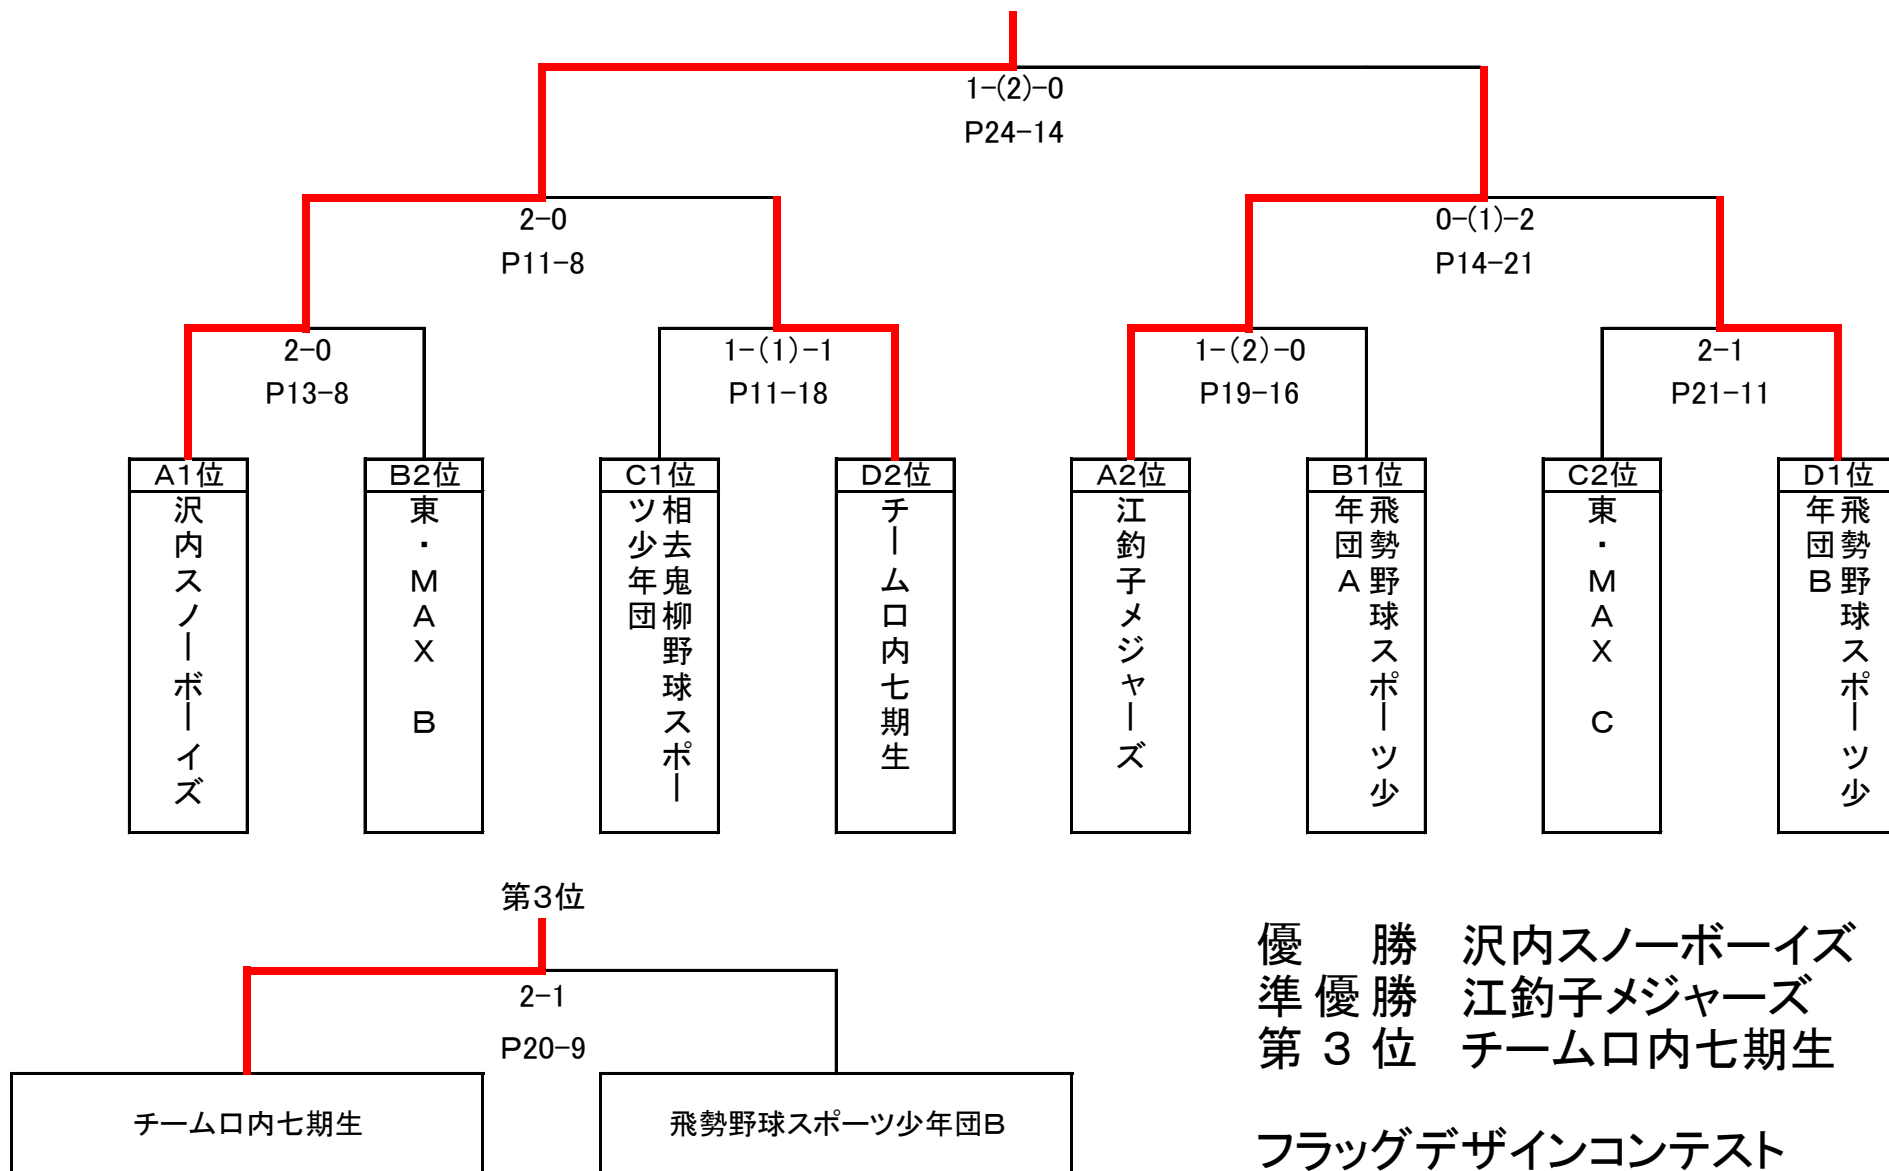 1-(2)-0
P24-14
2-0
P11-8
0-(1)-2
P14-21
2-0
P13-8
1-(1)-1
P11-18
1-(2)-0
P19-16
2-1
P21-11
A1位
沢内スノーボーイズ
B2位
東・MAX B
C1位
相去鬼柳野球スポー
ツ少年団
D2位
チーム口内七期生
A2位
江釣子メジャーズ
B1位
飛勢野球スポーツ少
年団A
C2位
東・MAX C
D1位
飛勢野球スポーツ少
年団B
第3位
2-1
P20-9
チーム口内七期生
飛勢野球スポーツ少年団B
優 勝 沢内スノーボーイズ
準優勝 江釣子メジャーズ
第3位 チーム口内七期生
フラッグデザインコンテスト